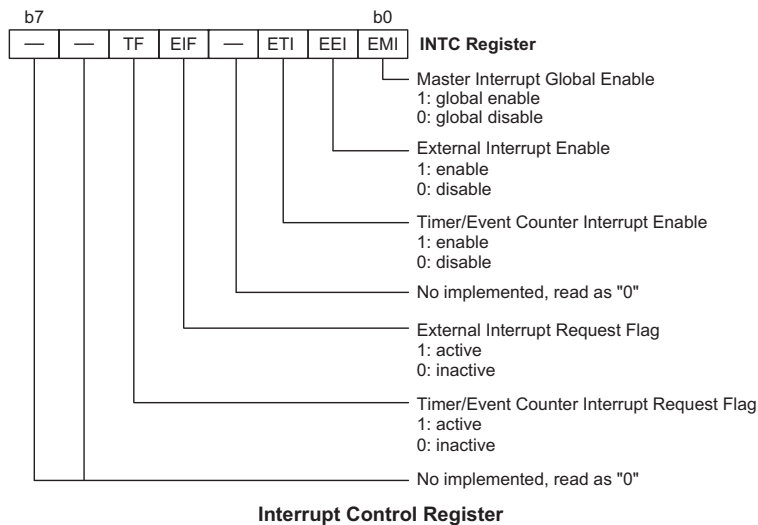 b7 b0
— — TF EIF — ETI EEI EMI INTC Register
Master Interrupt Global Enable
1: global enable
0: global disable
External Interrupt Enable
1: enable
0: disable
Timer/Event Counter Interrupt Enable
1: enable
0: disable
No implemented, read as "0"
External Interrupt Request Flag
1: active
0: inactive
Timer/Event Counter Interrupt Request Flag
1: active
0: inactive
No implemented, read as "0"
Interrupt Control Register